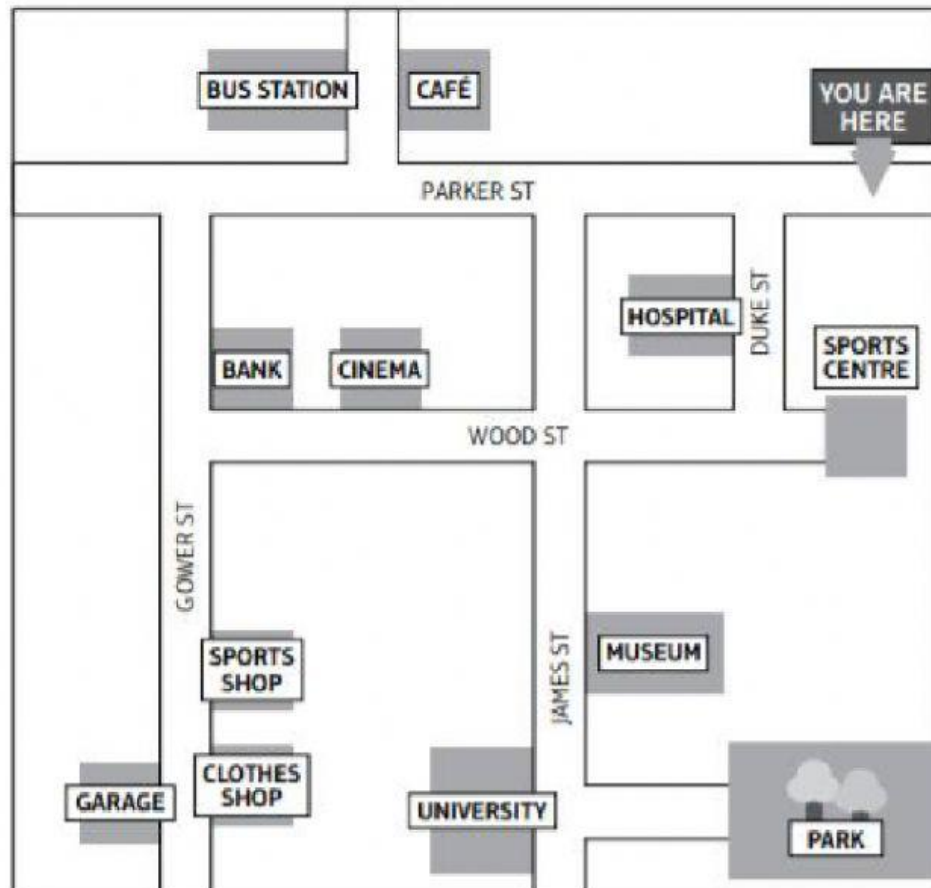 BUS STATION
CAFÉ
YOU ARE
HERE
PARKER ST
HOSPITAL
DUKE ST
BANK
CINEMA
SPORTS
CENTRE
WOOD ST
GOWER ST
SPORTS
SHOP
JAMES ST
MUSEUM
CLOTHES
SHOP
GARAGE
UNIVERSITY
PARK